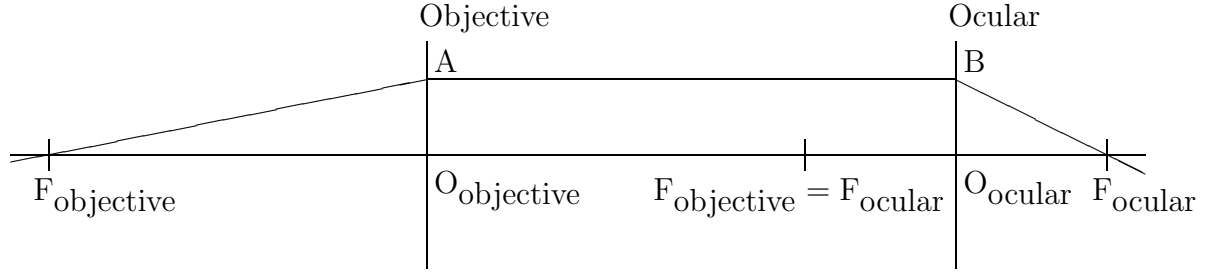 Objective Ocular
A B
F_objective O_objective F_objective = F_ocular O_ocular F_ocular